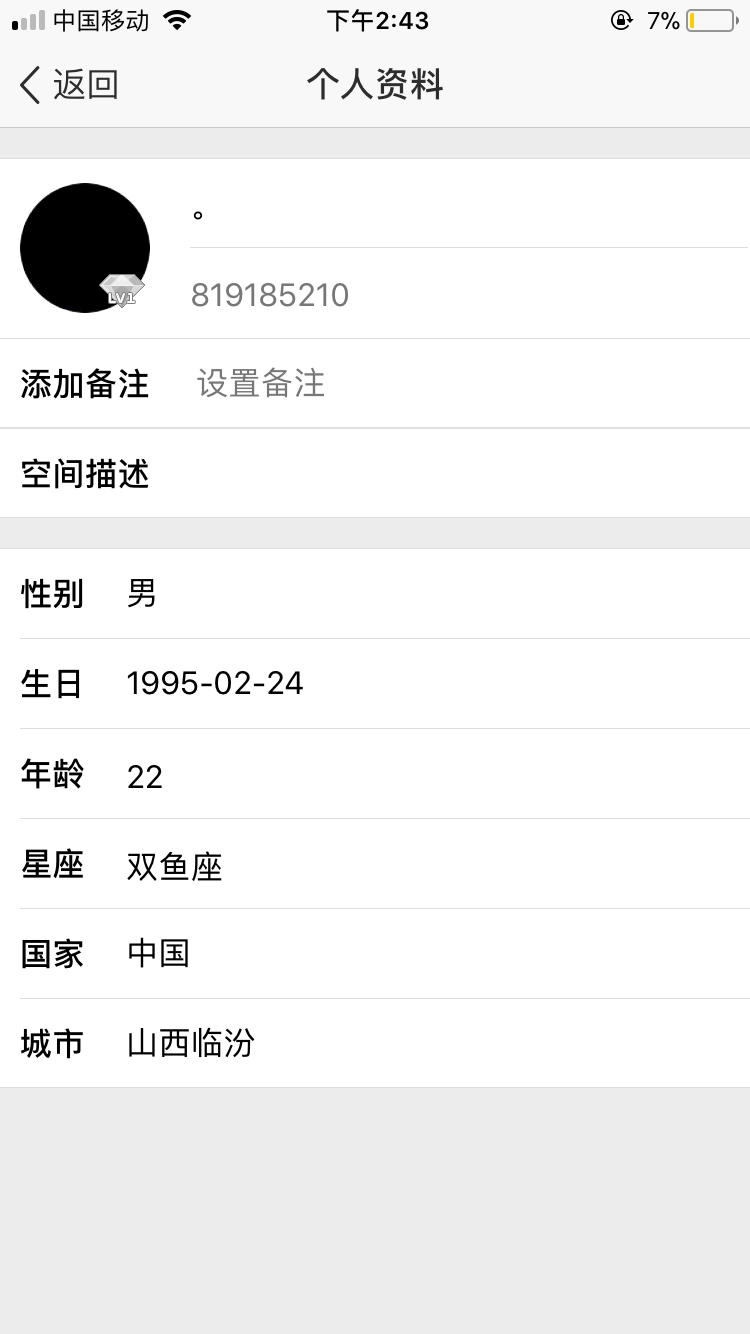 中国移动 下午2:43 7%
返回 个人资料
。
LV1
819185210
添加备注 设置备注
空间描述
性别 男
生日 1995-02-24
年龄 22
星座 双鱼座
国家 中国
城市 山西临汾